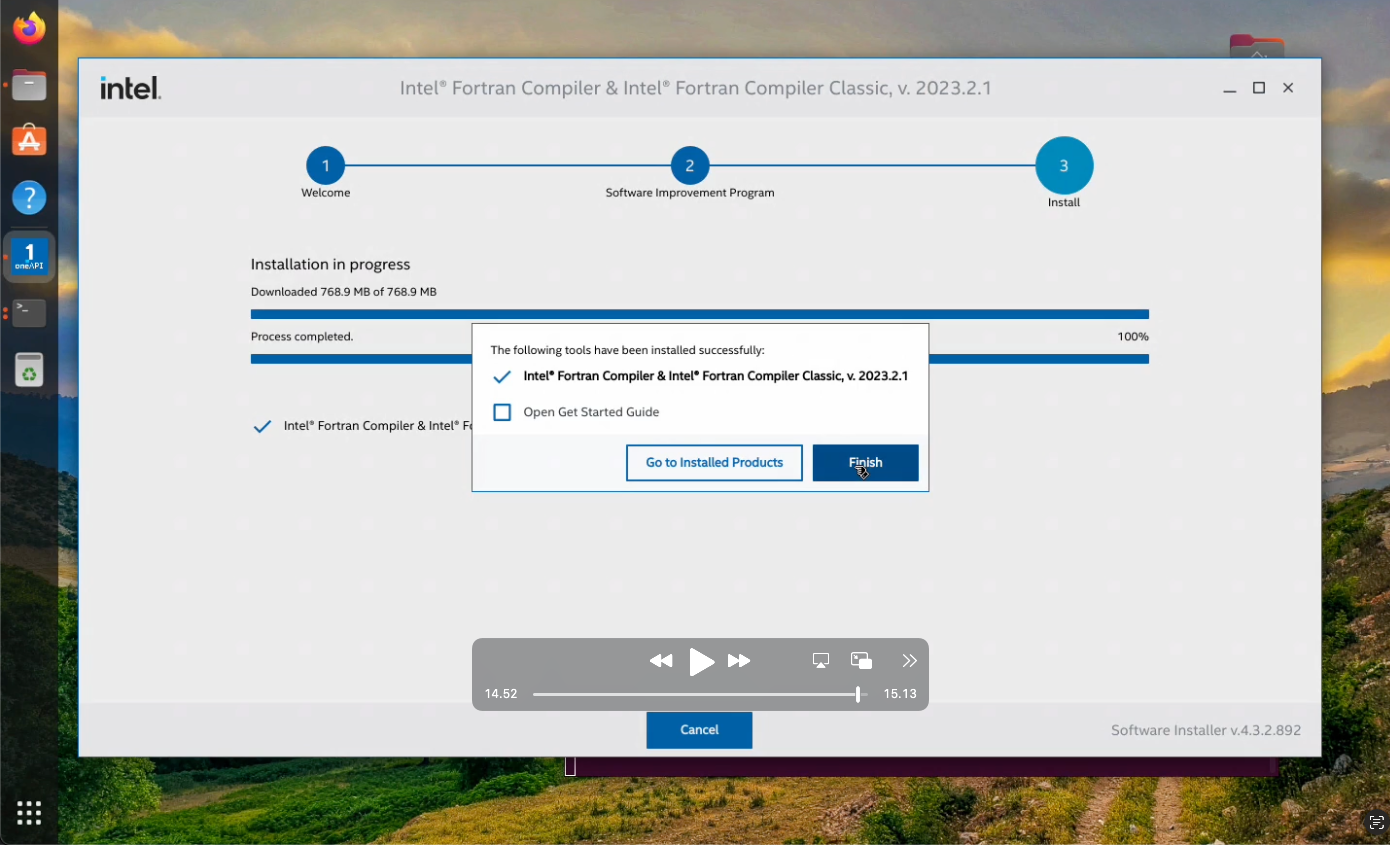 intel.
Intel® Fortran Compiler & Intel® Fortran Compiler Classic, v. 2023.2.1
1
2
3
Welcome
Software Improvement Program
Install
1
oneAPI
>_
Installation in progress
Downloaded 768.9 MB of 768.9 MB
Process completed.
100%
The following tools have been installed successfully:
Intel® Fortran Compiler & Intel® Fortran Compiler Classic, v. 2023.2.1
Open Get Started Guide
Intel® Fortran Compiler & Intel®
Go to Installed Products
Finish
14.52
15.13
Cancel
Software Installer v.4.3.2.892